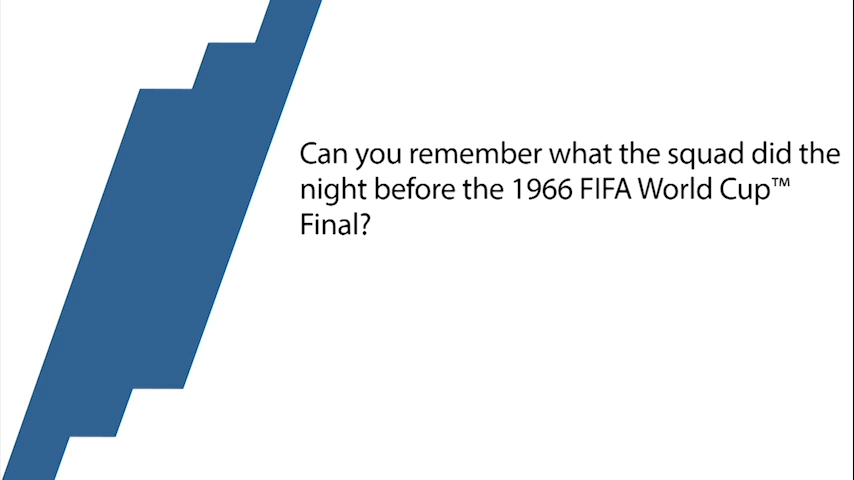 Can you remember what the squad did the
night before the 1966 FIFA World Cup™
Final?